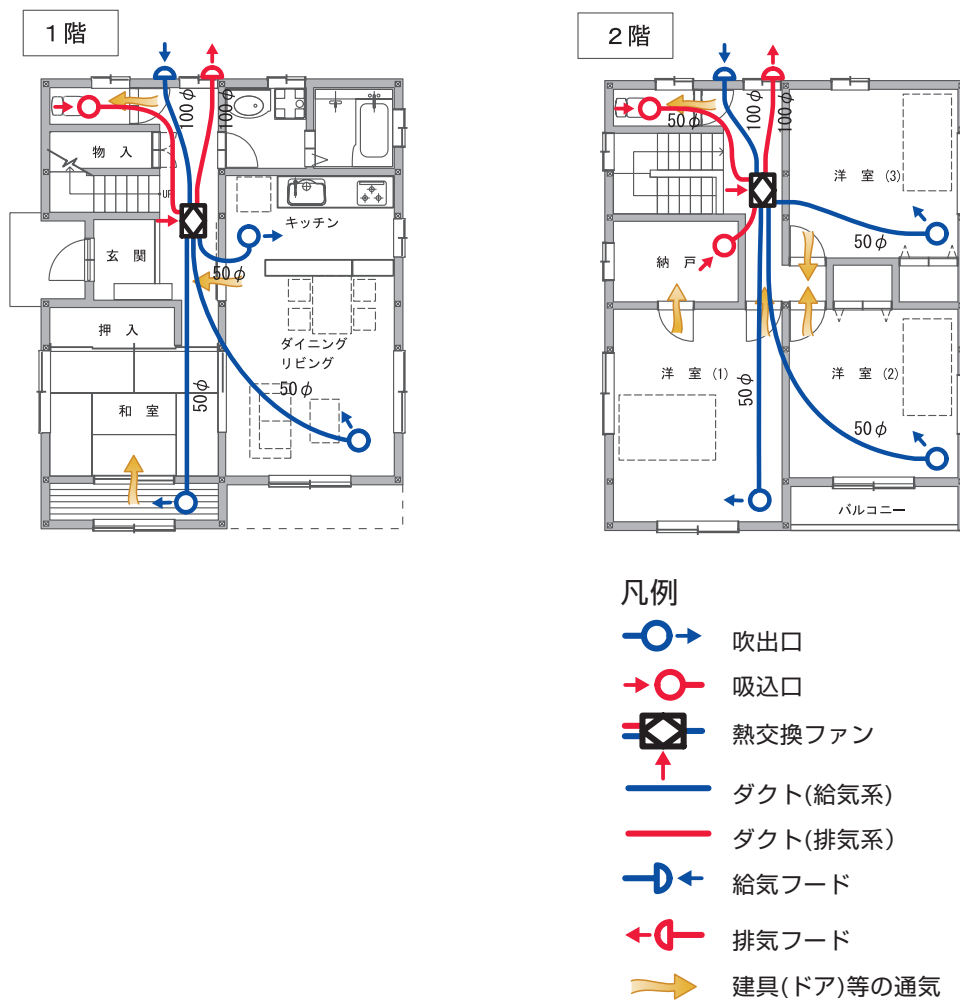 1階
100φ
100φ
物 入
UP
キッチン
玄 関
50φ
押 入
ダイニング
リビング
50φ
50φ
和 室
2階
50φ
100φ
100φ
洋 室 (3)
50φ
納 戸
洋 室 (1)
50φ
洋 室 (2)
50φ
バルコニー
凡例
吹出口
吸込口
熱交換ファン
ダクト(給気系)
ダクト(排気系)
給気フード
排気フード
建具(ドア)等の通気